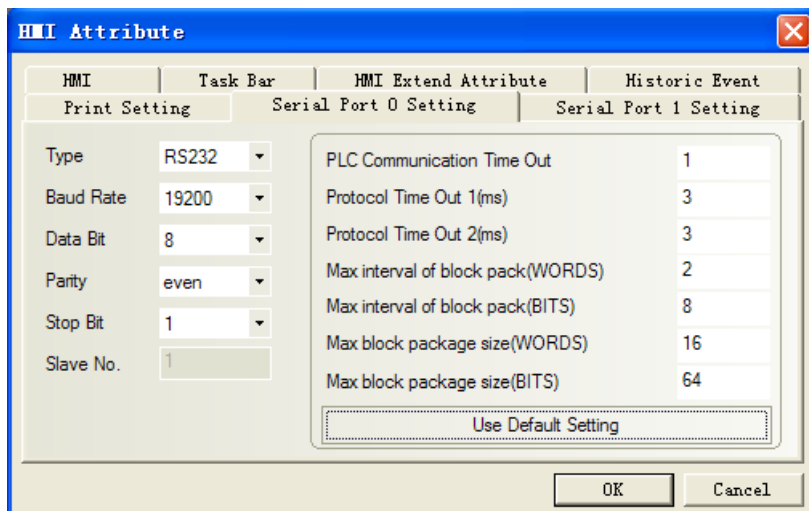 HMI Attribute
HMI Task Bar HMI Extend Attribute Historic Event
Print Setting Serial Port 0 Setting Serial Port 1 Setting
Type RS232
Baud Rate 19200
Data Bit 8
Parity even
Stop Bit 1
Slave No. 1
PLC Communication Time Out 1
Protocol Time Out 1(ms) 3
Protocol Time Out 2(ms) 3
Max interval of block pack(WORDS) 2
Max interval of block pack(BITS) 8
Max block package size(WORDS) 16
Max block package size(BITS) 64
Use Default Setting
OK Cancel